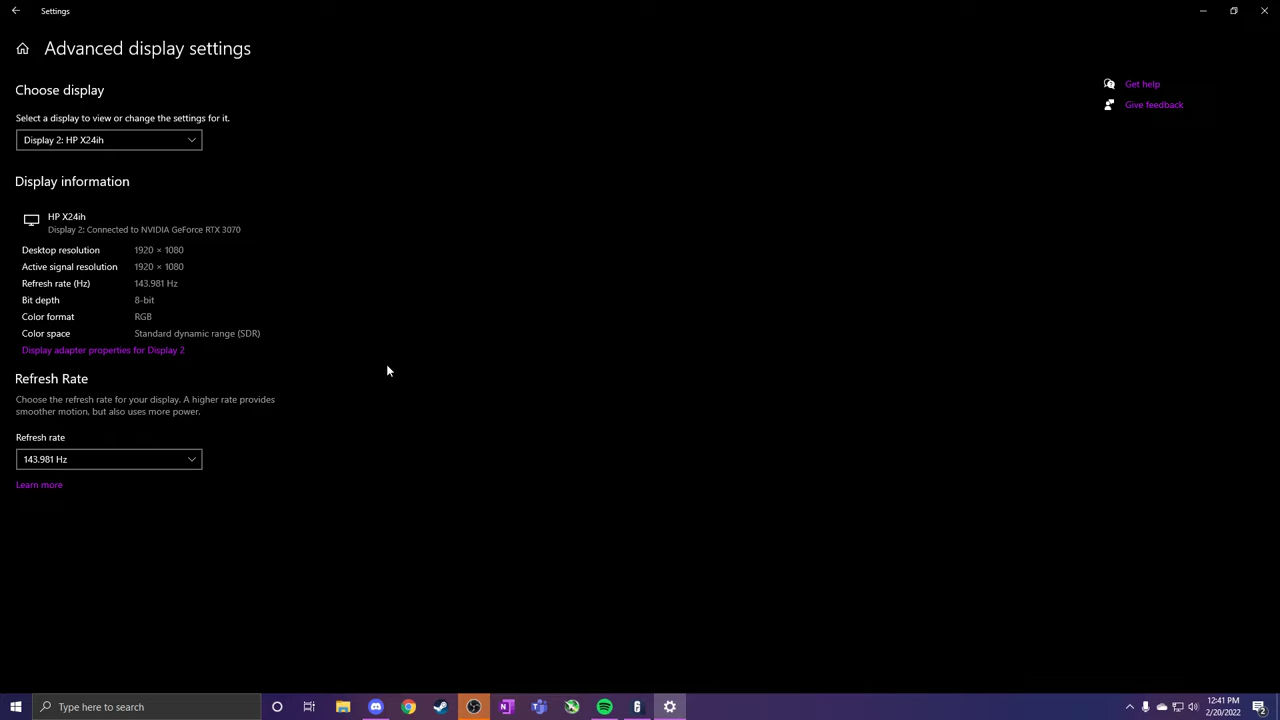 Settings
Advanced display settings
Choose display
Select a display to view or change the settings for it.
Display 2: HP X24ih
Display information
HP X24ih
Display 2: Connected to NVIDIA GeForce RTX 3070
Desktop resolution 1920 × 1080
Active signal resolution 1920 × 1080
Refresh rate (Hz) 143.981 Hz
Bit depth 8-bit
Color format RGB
Color space Standard dynamic range (SDR)
Display adapter properties for Display 2
Refresh Rate
Choose the refresh rate for your display. A higher rate provides
smoother motion, but also uses more power.
Refresh rate
143.981 Hz
Learn more
Get help
Give feedback
Type here to search
12:41 PM
2/20/2022
2